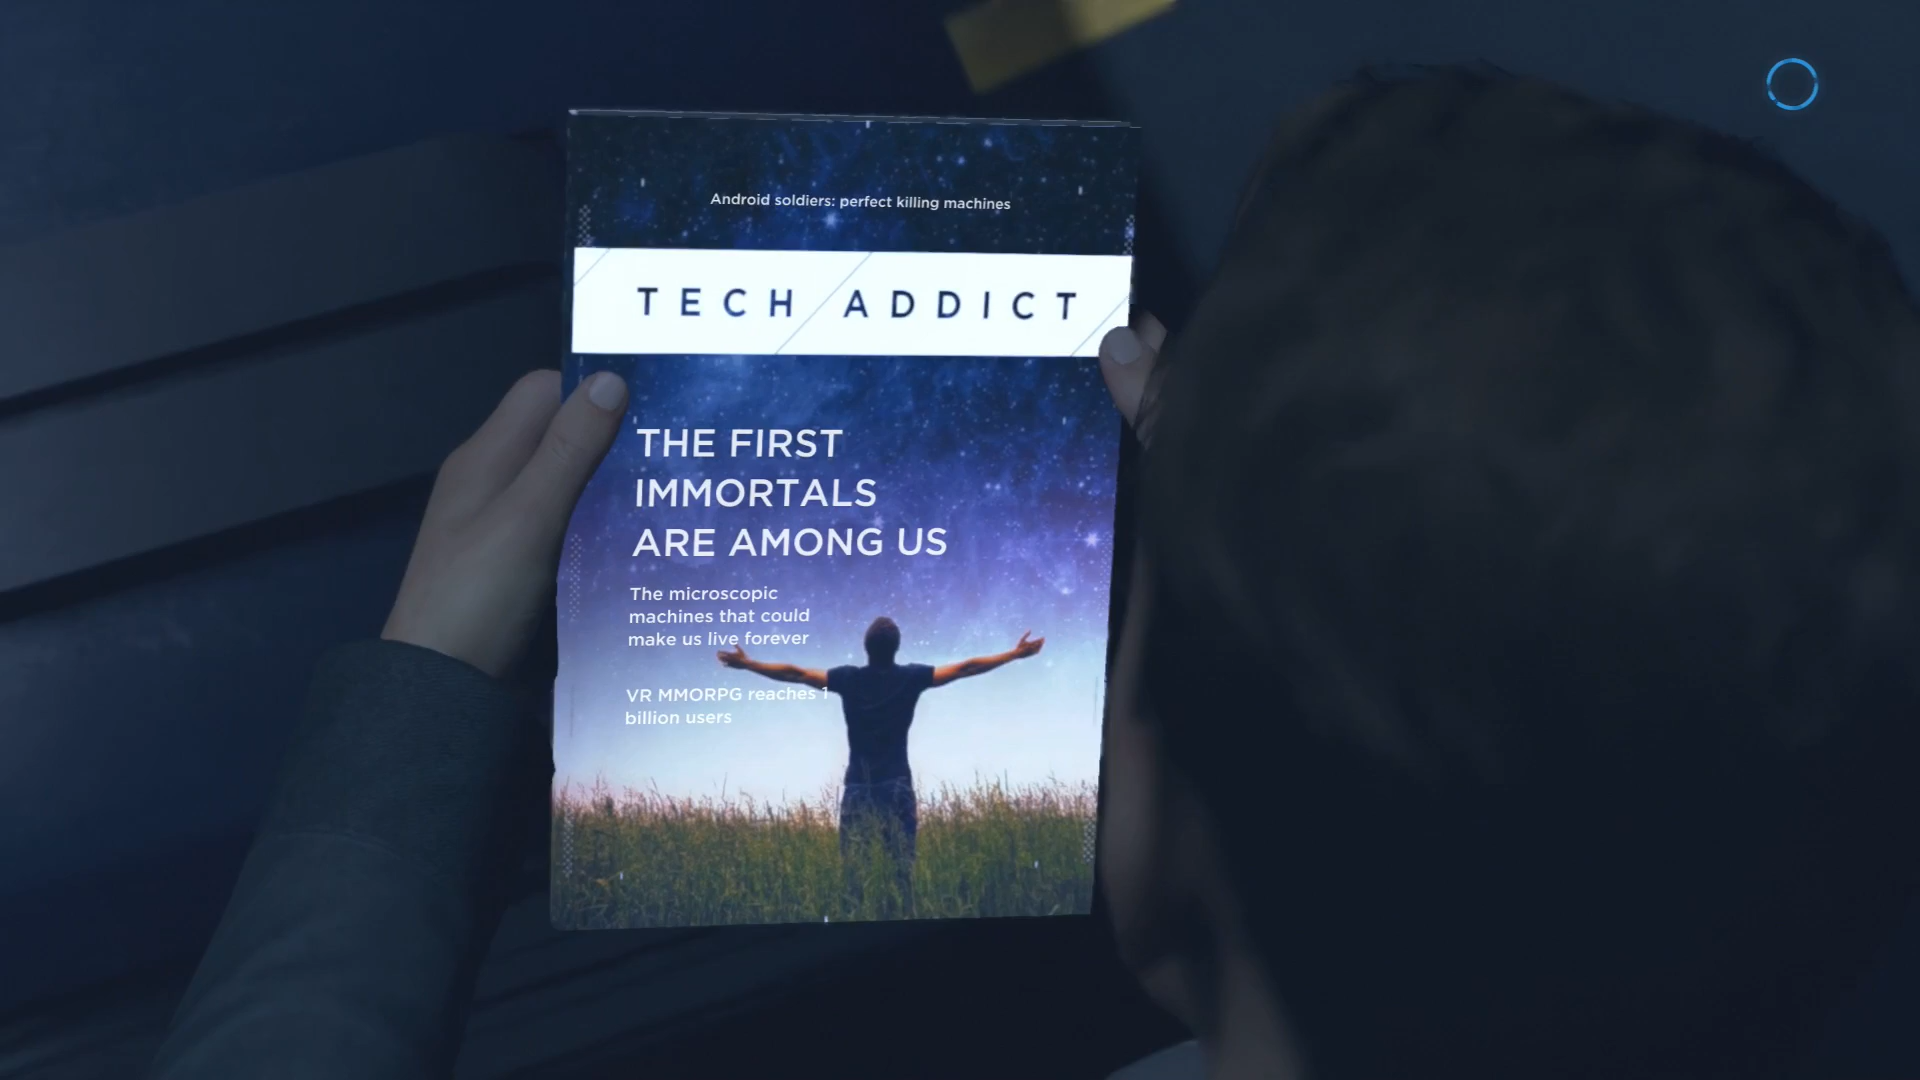 Android soldiers: perfect killing machines
TECH ADDICT
THE FIRST
IMMORTALS
ARE AMONG US
The microscopic
machines that could
make us live forever
VR MMORPG reaches 1
billion users